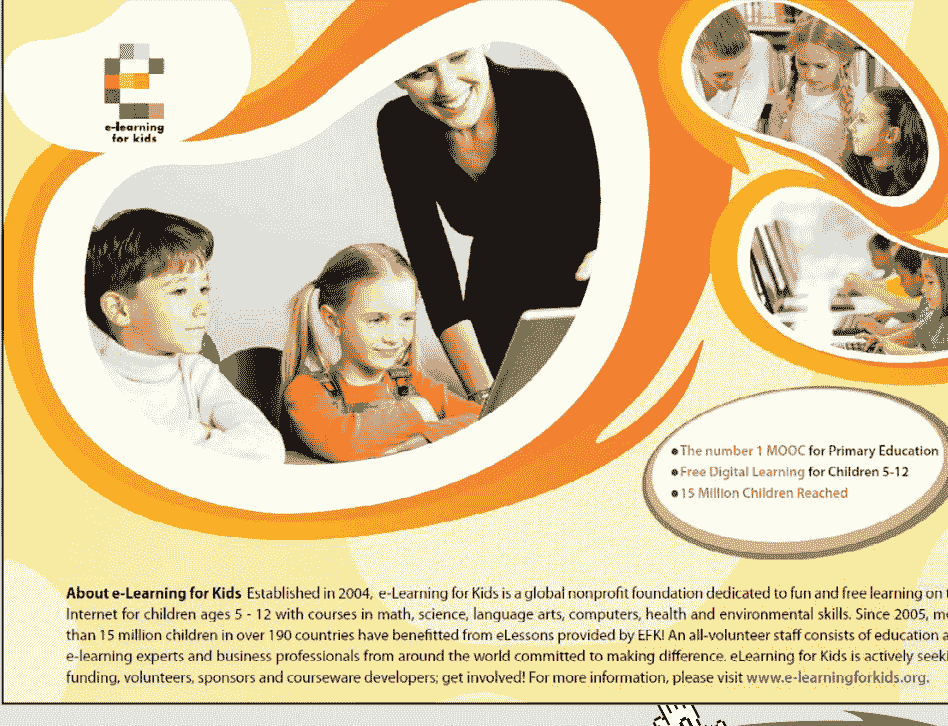 e-learning
for kids
The number 1 MOOC for Primary Education
Free Digital Learning for Children 5-12
15 Million Children Reached
About e-Learning for Kids Established in 2004, e-Learning for Kids is a global nonprofit foundation dedicated to fun and free learning on
Internet for children ages 5 - 12 with courses in math, science, language arts, computers, health and environmental skills. Since 2005,
than 15 million children in over 190 countries have benefitted from eLessons provided by EFK! An all-volunteer staff consists of education
e-learning experts and business professionals from around the world committed to making difference. eLearning for Kids is actively
funding, volunteers, sponsors and courseware developers; get involved! For more information, please visit www.e-learningforkids.org.